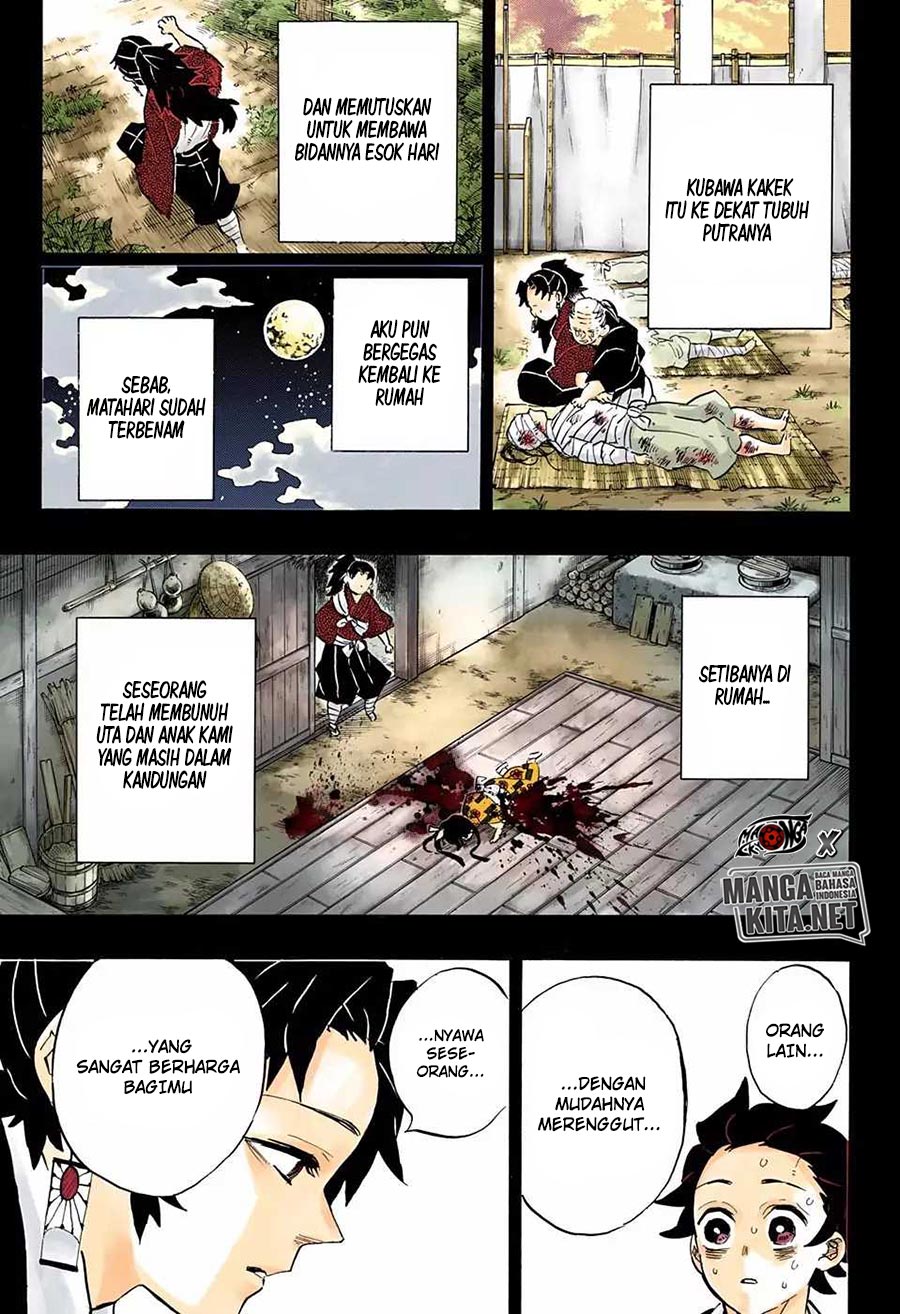 KUBAWA KAKEK
ITU KE DEKAT TUBUH
PUTRANYA
DAN MEMUTUSKAN
UNTUK MEMBAWA
BIDANNYA ESOK HARI
AKU PUN
BERGEGAS
KEMBALI KE
RUMAH
SEBAB,
MATAHARI SUDAH
TERBENAM
SETIBANYA DI
RUMAH...
SESEORANG
TELAH MEMBUNUH
UTA DAN ANAK KAMI
YANG MASIH DALAM
KANDUNGAN
X
MANGA
BACA MANGA
BAHASA
INDONESIA
KITA.NET
ORANG
LAIN...
...DENGAN
MUDAHNYA
MERENGGUT...
...NYAWA
SESE-
ORANG...
...YANG
SANGAT BERHARGA
BAGIMU